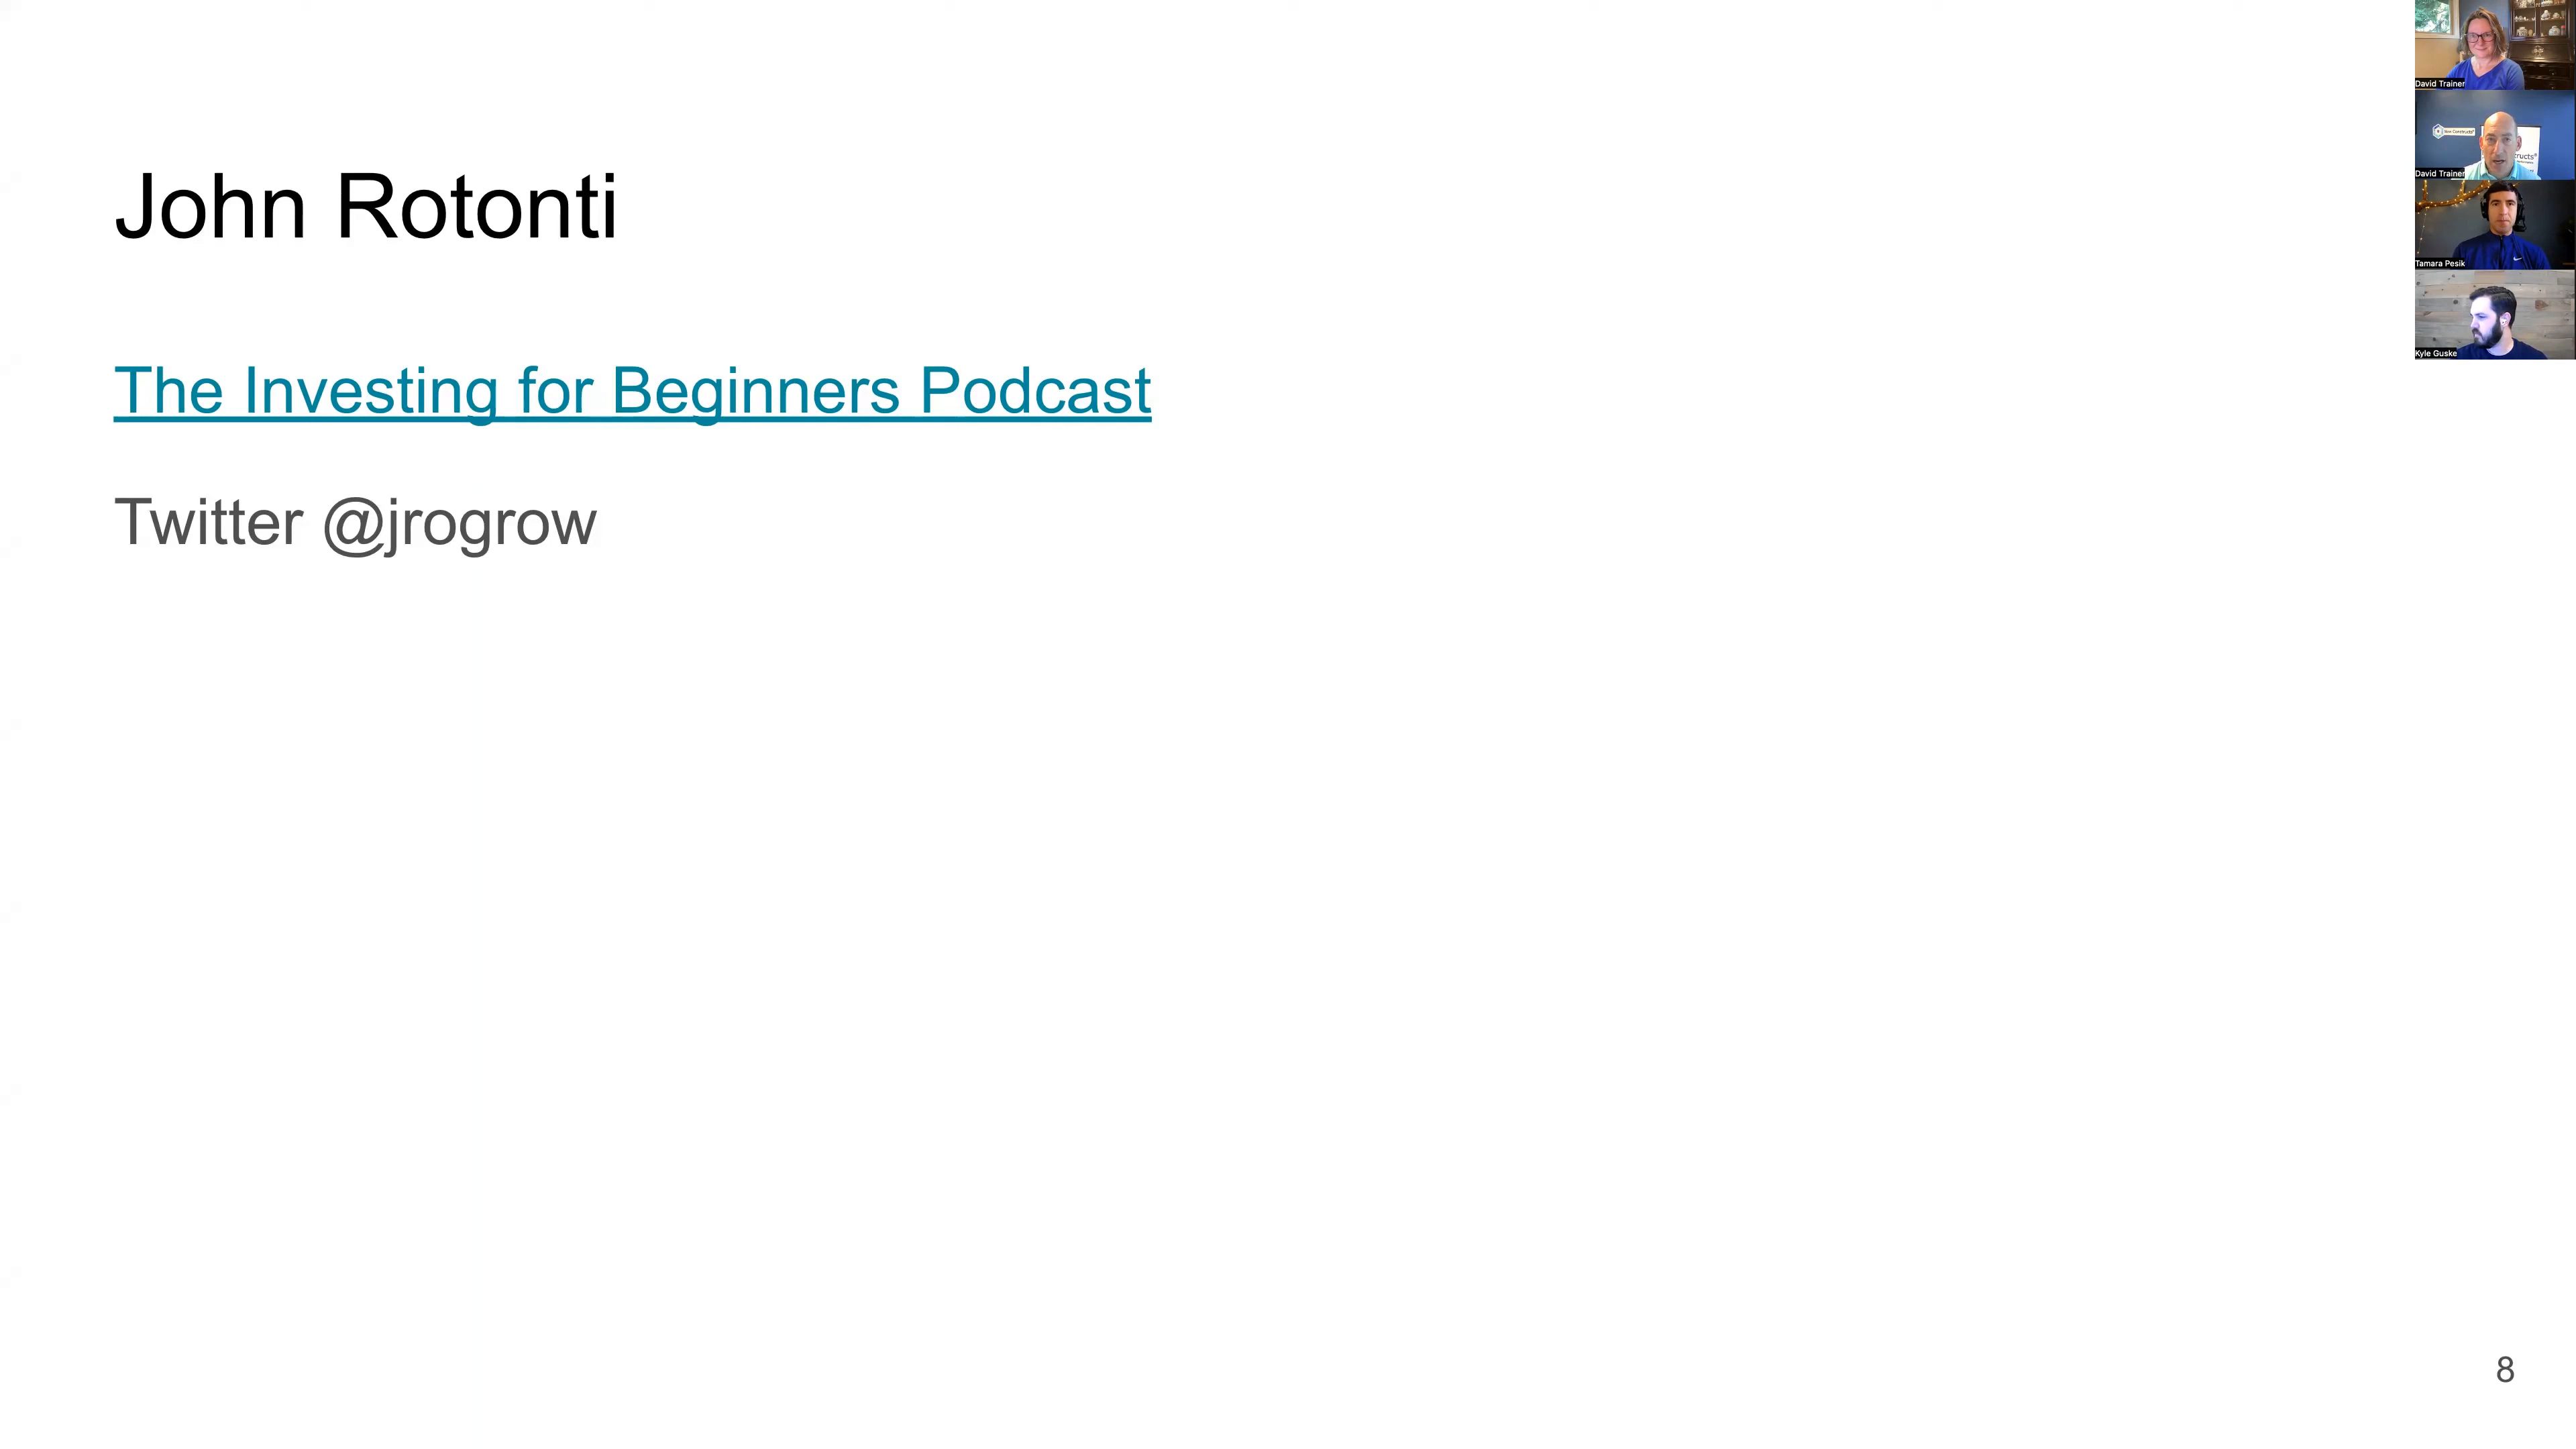 John Rotonti
The Investing for Beginners Podcast
Twitter @jrogrow
David Trainer
David Trainer
Tamara Pesik
Kyle Guske
8